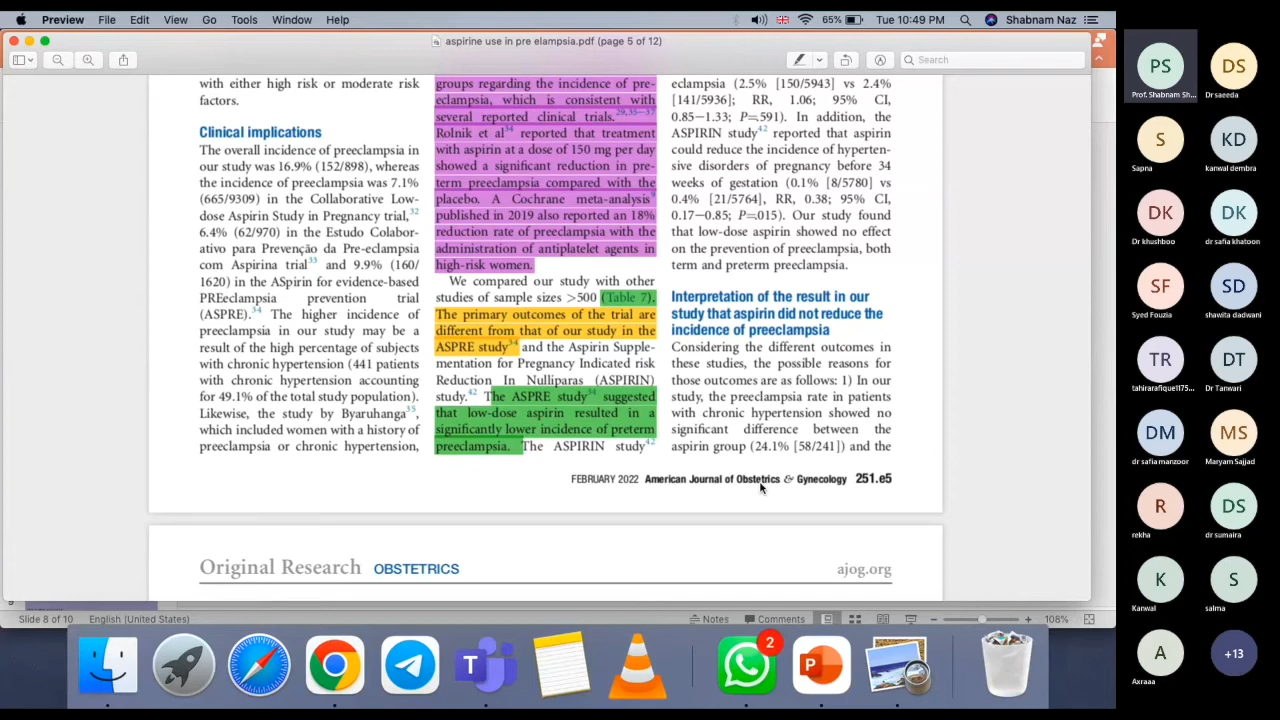 Preview File Edit View Go Tools Window Help
65% Tue 10:49 PM Shabnam Naz
aspirine use in pre elampsia.pdf (page 5 of 12)
Search
with either high risk or moderate risk
factors.
Clinical implications
The overall incidence of preeclampsia in
our study was 16.9% (152/898), whereas
the incidence of preeclampsia was 7.1%
(665/9309) in the Collaborative Low-
dose Aspirin Study in Pregnancy trial,32
6.4% (62/970) in the Estudo Colabor-
ativo para Prevenção da Pre-eclampsia
com Aspirina trial33 and 9.9% (160/
1620) in the ASpirin for evidence-based
PREeclampsia prevention trial
(ASPRE).34 The higher incidence of
preeclampsia in our study may be a
result of the high percentage of subjects
with chronic hypertension (441 patients
with chronic hypertension accounting
for 49.1% of the total study population).
Likewise, the study by Byaruhanga35,
which included women with a history of
preeclampsia or chronic hypertension,
groups regarding the incidence of pre-
eclampsia, which is consistent with
several reported clinical trials.29,35–37
Rolnik et al34 reported that treatment
with aspirin at a dose of 150 mg per day
showed a significant reduction in pre-
term preeclampsia compared with the
placebo. A Cochrane meta-analysis9
published in 2019 also reported an 18%
reduction rate of preeclampsia with the
administration of antiplatelet agents in
high-risk women.
We compared our study with other
studies of sample sizes >500 (Table 7).
The primary outcomes of the trial are
different from that of our study in the
ASPRE study34 and the Aspirin Supple-
mentation for Pregnancy Indicated risk
Reduction In Nulliparas (ASPIRIN)
study.42 The ASPRE study34 suggested
that low-dose aspirin resulted in a
significantly lower incidence of preterm
preeclampsia. The ASPIRIN study42
eclampsia (2.5% [150/5943] vs 2.4%
[141/5936]; RR, 1.06; 95% CI,
0.85–1.33; P=.591). In addition, the
ASPIRIN study42 reported that aspirin
could reduce the incidence of hyperten-
sive disorders of pregnancy before 34
weeks of gestation (0.1% [8/5780] vs
0.4% [21/5764], RR, 0.38; 95% CI,
0.17–0.85; P=.015). Our study found
that low-dose aspirin showed no effect
on the prevention of preeclampsia, both
term and preterm preeclampsia.
Interpretation of the result in our
study that aspirin did not reduce the
incidence of preeclampsia
Considering the different outcomes in
these studies, the possible reasons for
those outcomes are as follows: 1) In our
study, the preeclampsia rate in patients
with chronic hypertension showed no
significant difference between the
aspirin group (24.1% [58/241]) and the
FEBRUARY 2022 American Journal of Obstetrics & Gynecology 251.e5
Original Research OBSTETRICS ajog.org
Slide 8 of 10 English (United States) Notes Comments 108%
2
PS DS
Prof. Shabnam Sh... Dr saeeda
S KD
Sapna kanwal dembra
DK DK
Dr khushboo dr safia khatoon
SF SD
Syed Fouzia shawita dadwani
TR DT
tahirarafique1175... Dr Tanwari
DM MS
dr safia manzoor Maryam Sajjad
R DS
rekha dr sumaira
K S
Kanwal salma
A +13
Axraaa